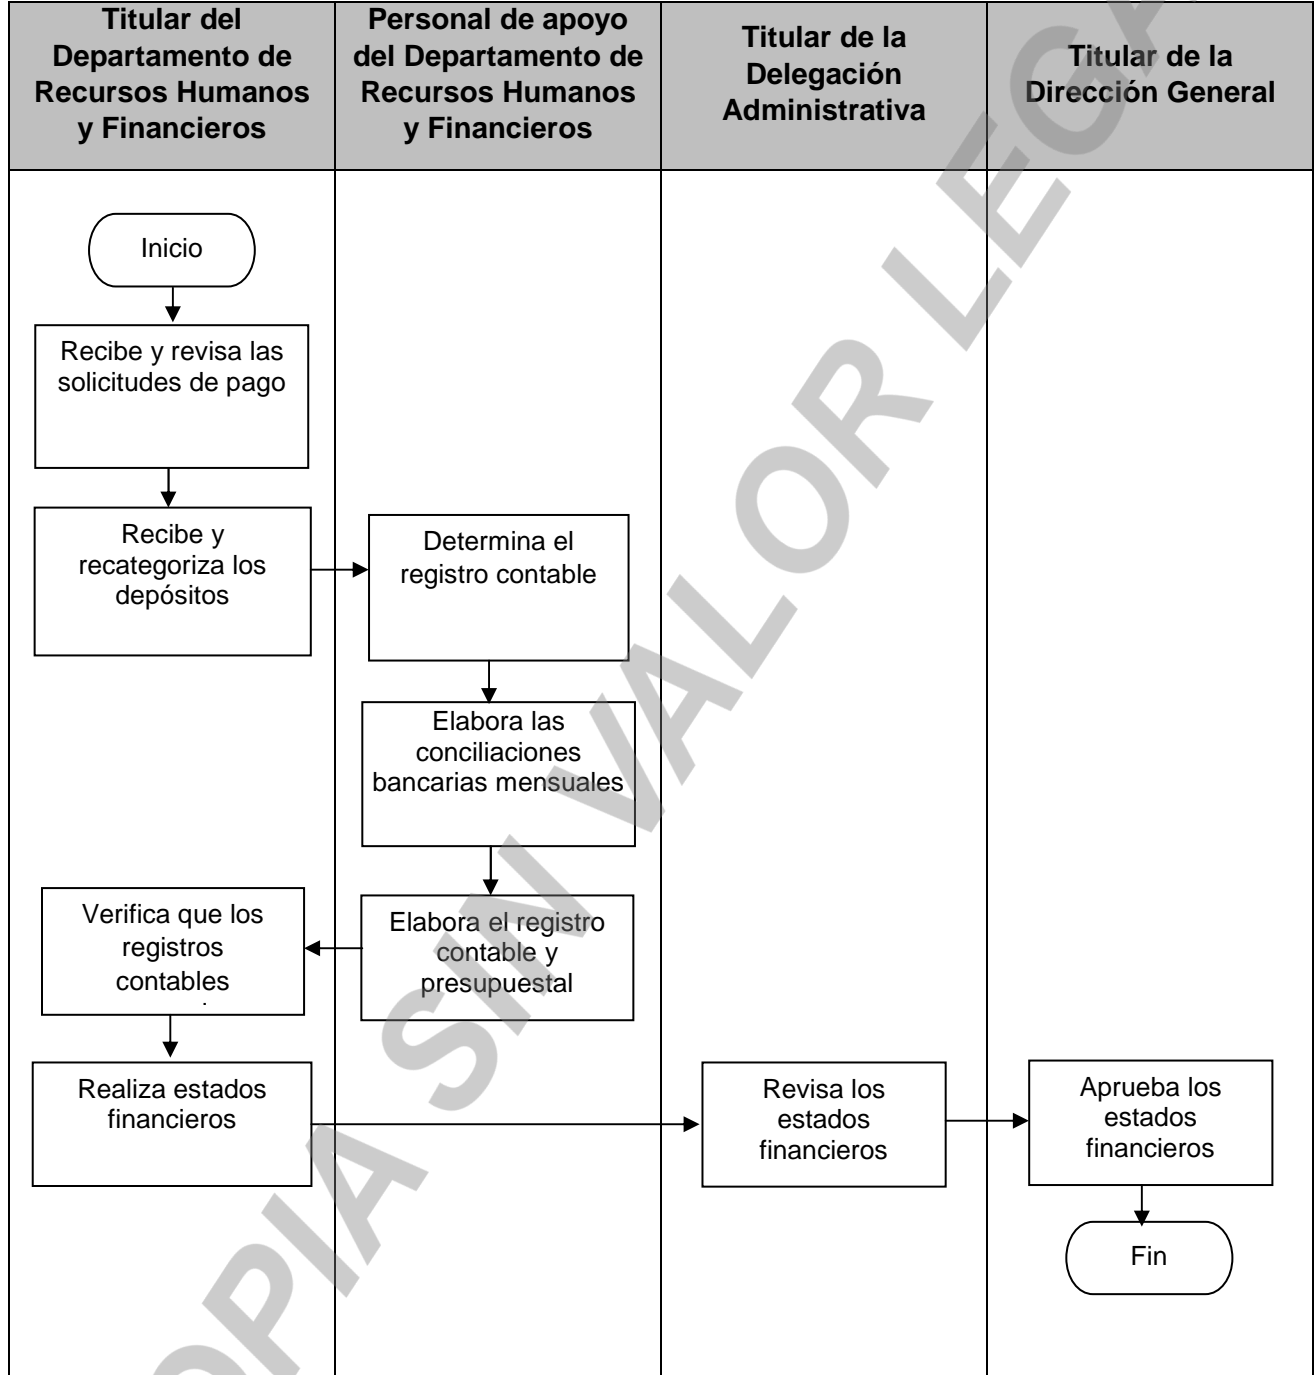 Titular del
Departamento de
Recursos Humanos
y Financieros
Personal de apoyo
del Departamento de
Recursos Humanos
y Financieros
Titular de la
Delegación
Administrativa
Titular de la
Dirección General
Inicio
Recibe y revisa las
solicitudes de pago
Recibe y
recategoriza los
depósitos
Determina el
registro contable
Elabora las
conciliaciones
bancarias mensuales
Elabora el registro
contable y
presupuestal
Verifica que los
registros
contables
Realiza estados
financieros
Revisa los
estados
financieros
Aprueba los
estados
financieros
Fin
OPIA SIN VALOR LEGA